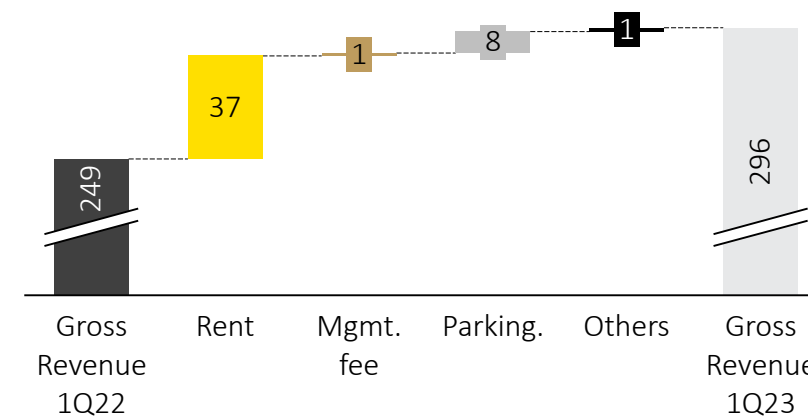 249
37
1
8
1
296
Gross
Revenue
1Q22
Rent
Mgmt.
fee
Parking.
Others
Gross
Revenue
1Q23